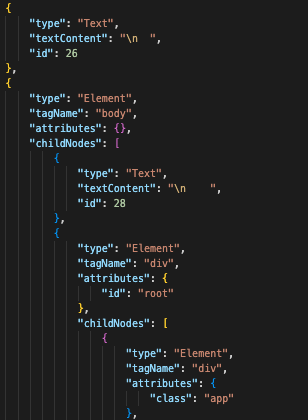 {
    "type": "Text",
    "textContent": "\n  ",
    "id": 26
},
{
    "type": "Element",
    "tagName": "body",
    "attributes": {},
    "childNodes": [
        {
            "type": "Text",
            "textContent": "\n    ",
            "id": 28
        },
        {
            "type": "Element",
            "tagName": "div",
            "attributes": {
                "id": "root"
            },
            "childNodes": [
                {
                    "type": "Element",
                    "tagName": "div",
                    "attributes": {
                        "class": "app"
                    },